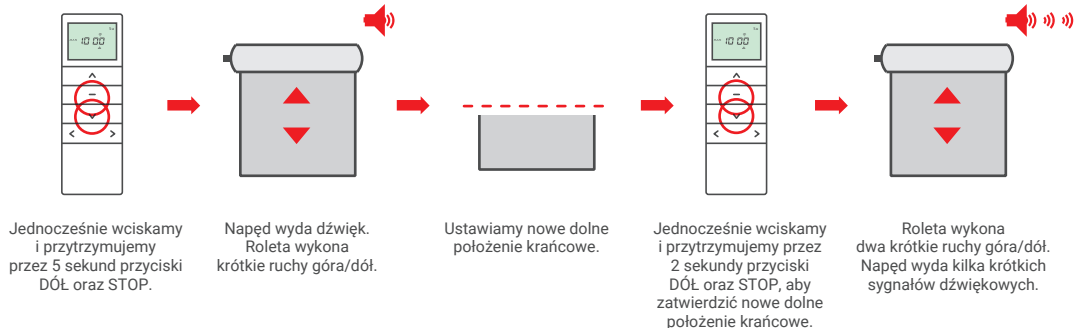 10:00
10:00
Jednocześnie wciskamy
i przytrzymujemy
przez 5 sekund przyciski
DÓŁ oraz STOP.
Napęd wyda dźwięk.
Roleta wykona
krótkie ruchy góra/dół.
Ustawiamy nowe dolne
położenie krańcowe.
Jednocześnie wciskamy
i przytrzymujemy przez
2 sekundy przyciski
DÓŁ oraz STOP, aby
zatwierdzić nowe dolne
położenie krańcowe.
Roleta wykona
dwa krótkie ruchy góra/dół.
Napęd wyda kilka krótkich
sygnałów dźwiękowych.